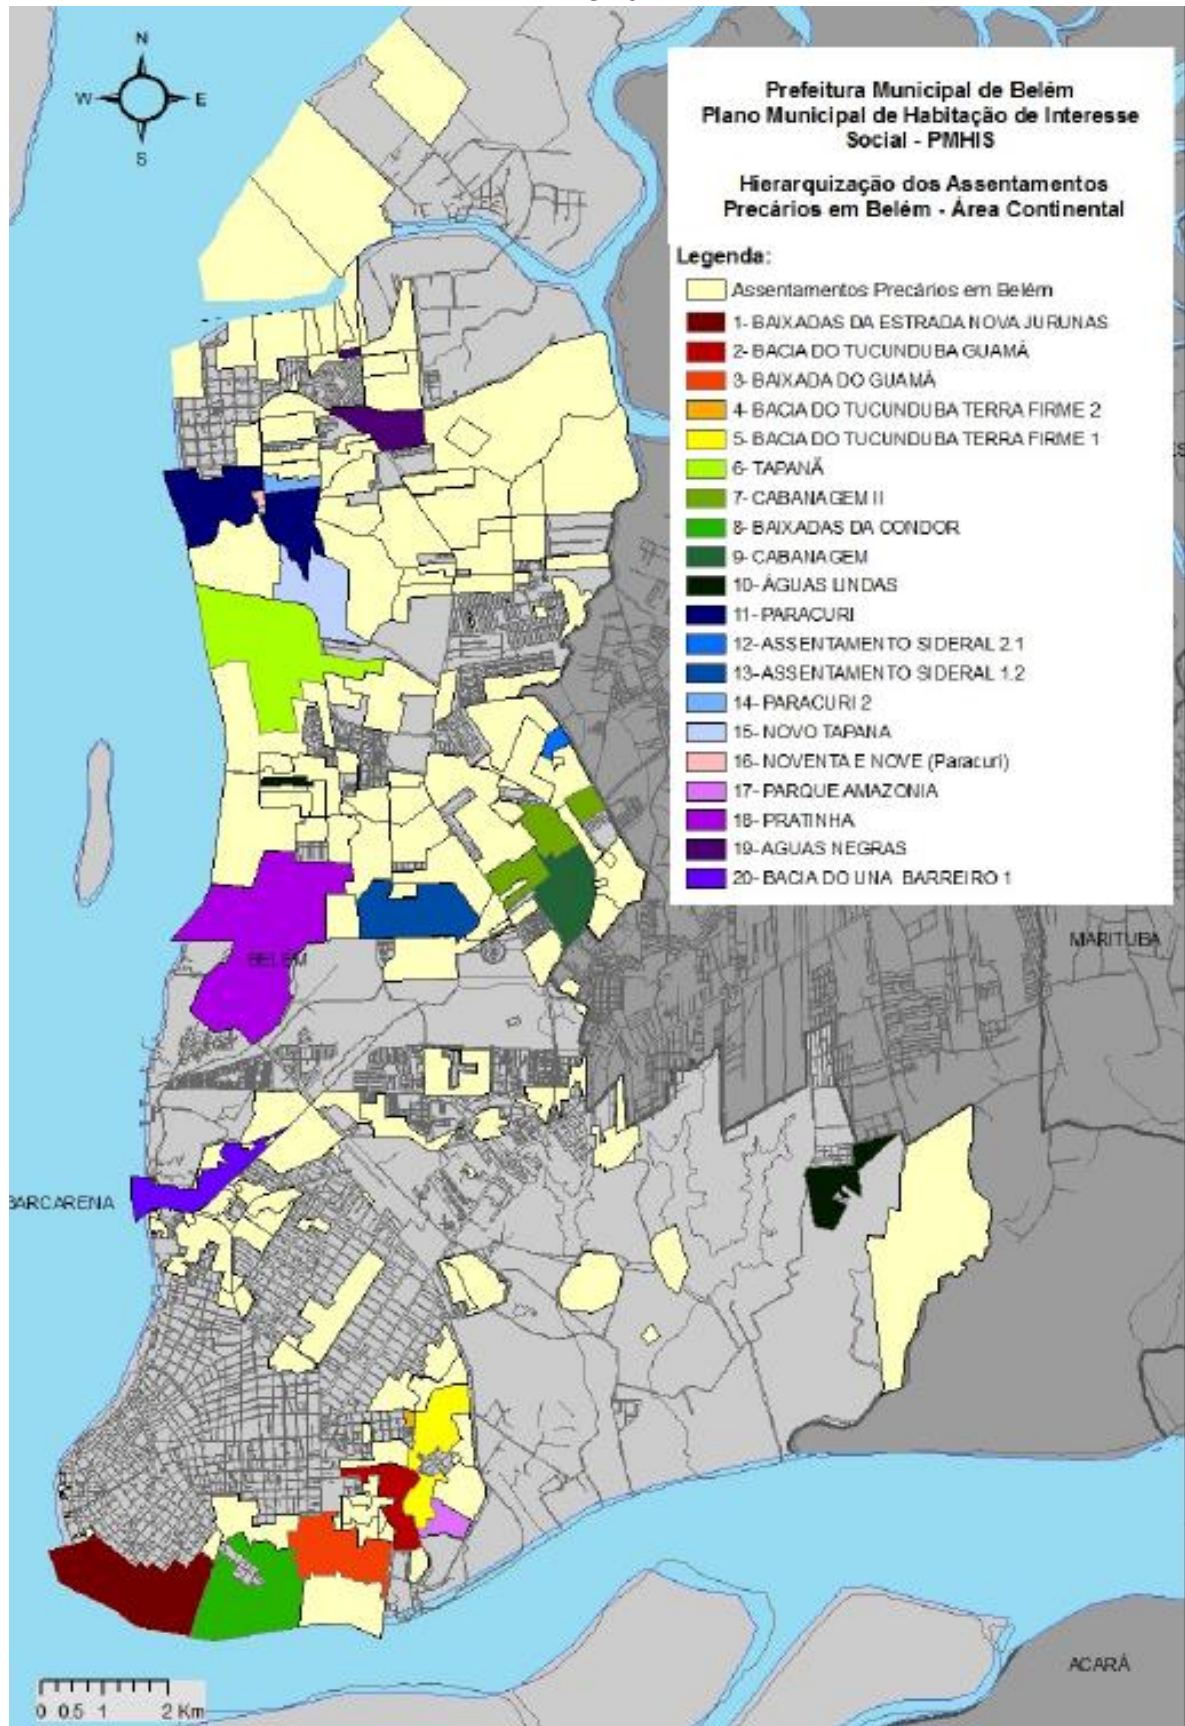 N
W E
S
Prefeitura Municipal de Belém
Plano Municipal de Habitação de Interesse
Social - PMHIS
Hierarquização dos Assentamentos
Precários em Belém - Área Continental
Legenda:
Assentamentos Precários em Belém
1- BAIXADAS DA ESTRADA NOVA JURUNAS
2- BACIA DO TUCUNDUBA GUAMÁ
3- BAIXADA DO GUAMÁ
4- BACIA DO TUCUNDUBA TERRA FIRME 2
5- BACIA DO TUCUNDUBA TERRA FIRME 1
6- TAPANÃ
7- CABANAGEM II
8- BAIXADAS DA CONDOR
9- CABANAGEM
10- ÁGUAS LINDAS
11- PARACURI
12- ASSENTAMENTO SIDERAL 2.1
13- ASSENTAMENTO SIDERAL 1.2
14- PARACURI 2
15- NOVO TAPANA
16- NOVENTA E NOVE (Paracuri)
17- PARQUE AMAZONIA
18- PRATINHA
19- AGUAS NEGRAS
20- BACIA DO UNA BARREIRO 1
MARITUBA
BELÉM
BARCARENA
ACARÁ
0 0.5 1 2 Km